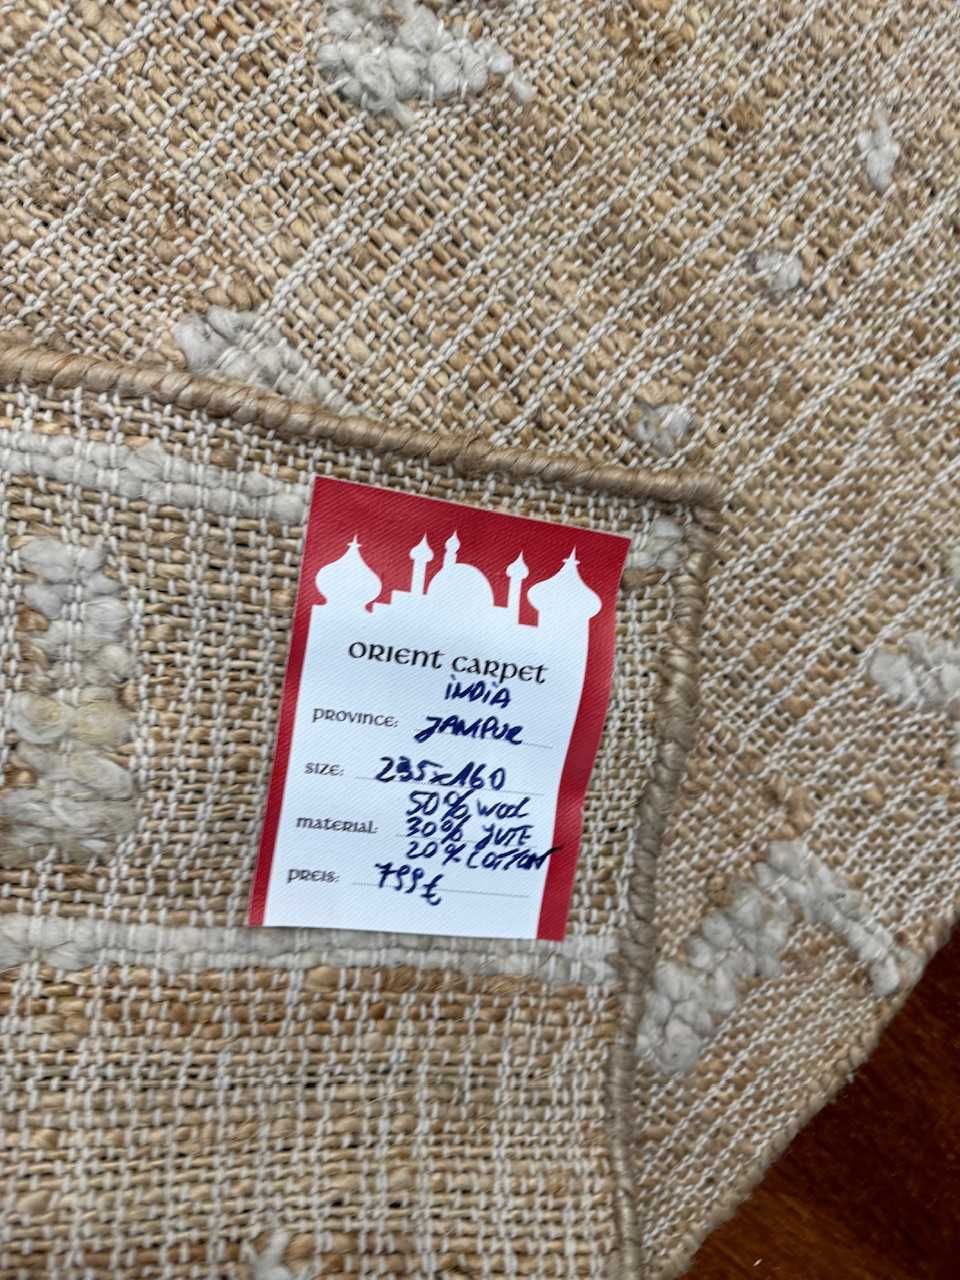 ORIENT CARPET
INDIA
PROVINCE: JAMPUR
SIZE: 235x160
50% WOOL
MATERIAL: 30% JUTE
20% COTTON
PREIS: 799€